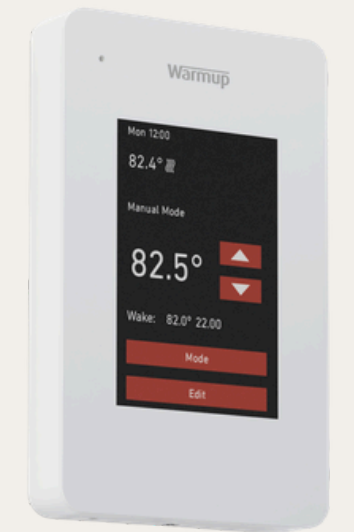 Warmup
Mon 12:00
82.4°
Manual Mode
82.5°
Wake: 82.0° 22.00
Mode
Edit